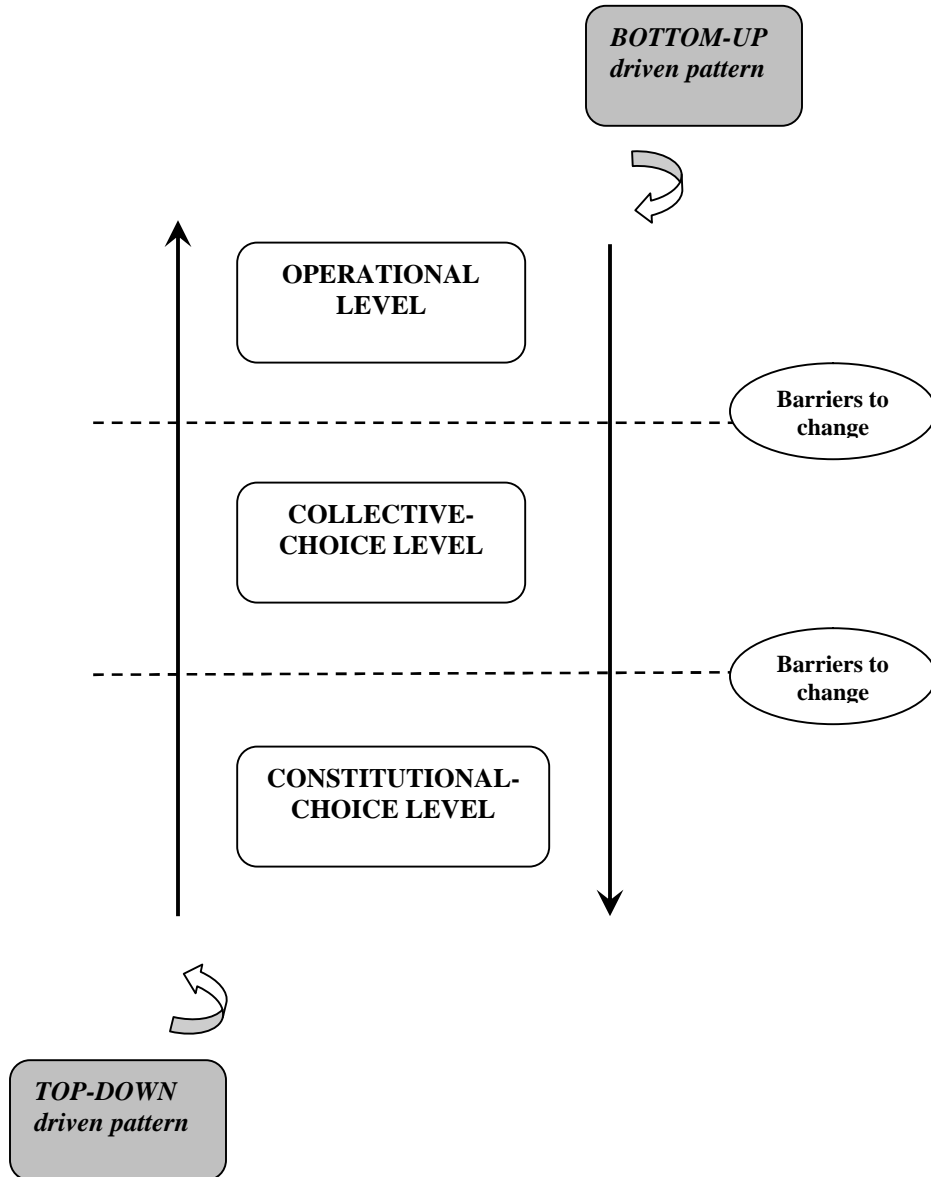 BOTTOM-UP
driven pattern
OPERATIONAL
LEVEL
Barriers to
change
COLLECTIVE-
CHOICE LEVEL
Barriers to
change
CONSTITUTIONAL-
CHOICE LEVEL
TOP-DOWN
driven pattern